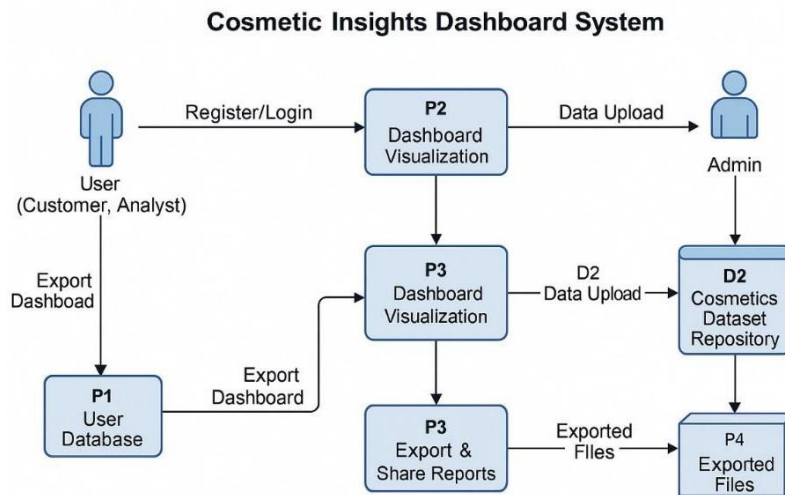 Cosmetic Insights Dashboard System
User
(Customer, Analyst)
Register/Login
P2
Dashboard
Visualization
Data Upload
Admin
Export
Dashboad
P3
Dashboard
Visualization
D2
Data Upload
D2
Cosmetics
Dataset
Repository
P1
User
Database
Export
Dashboard
P3
Export &
Share Reports
Exported
FIles
P4
Exported
Files